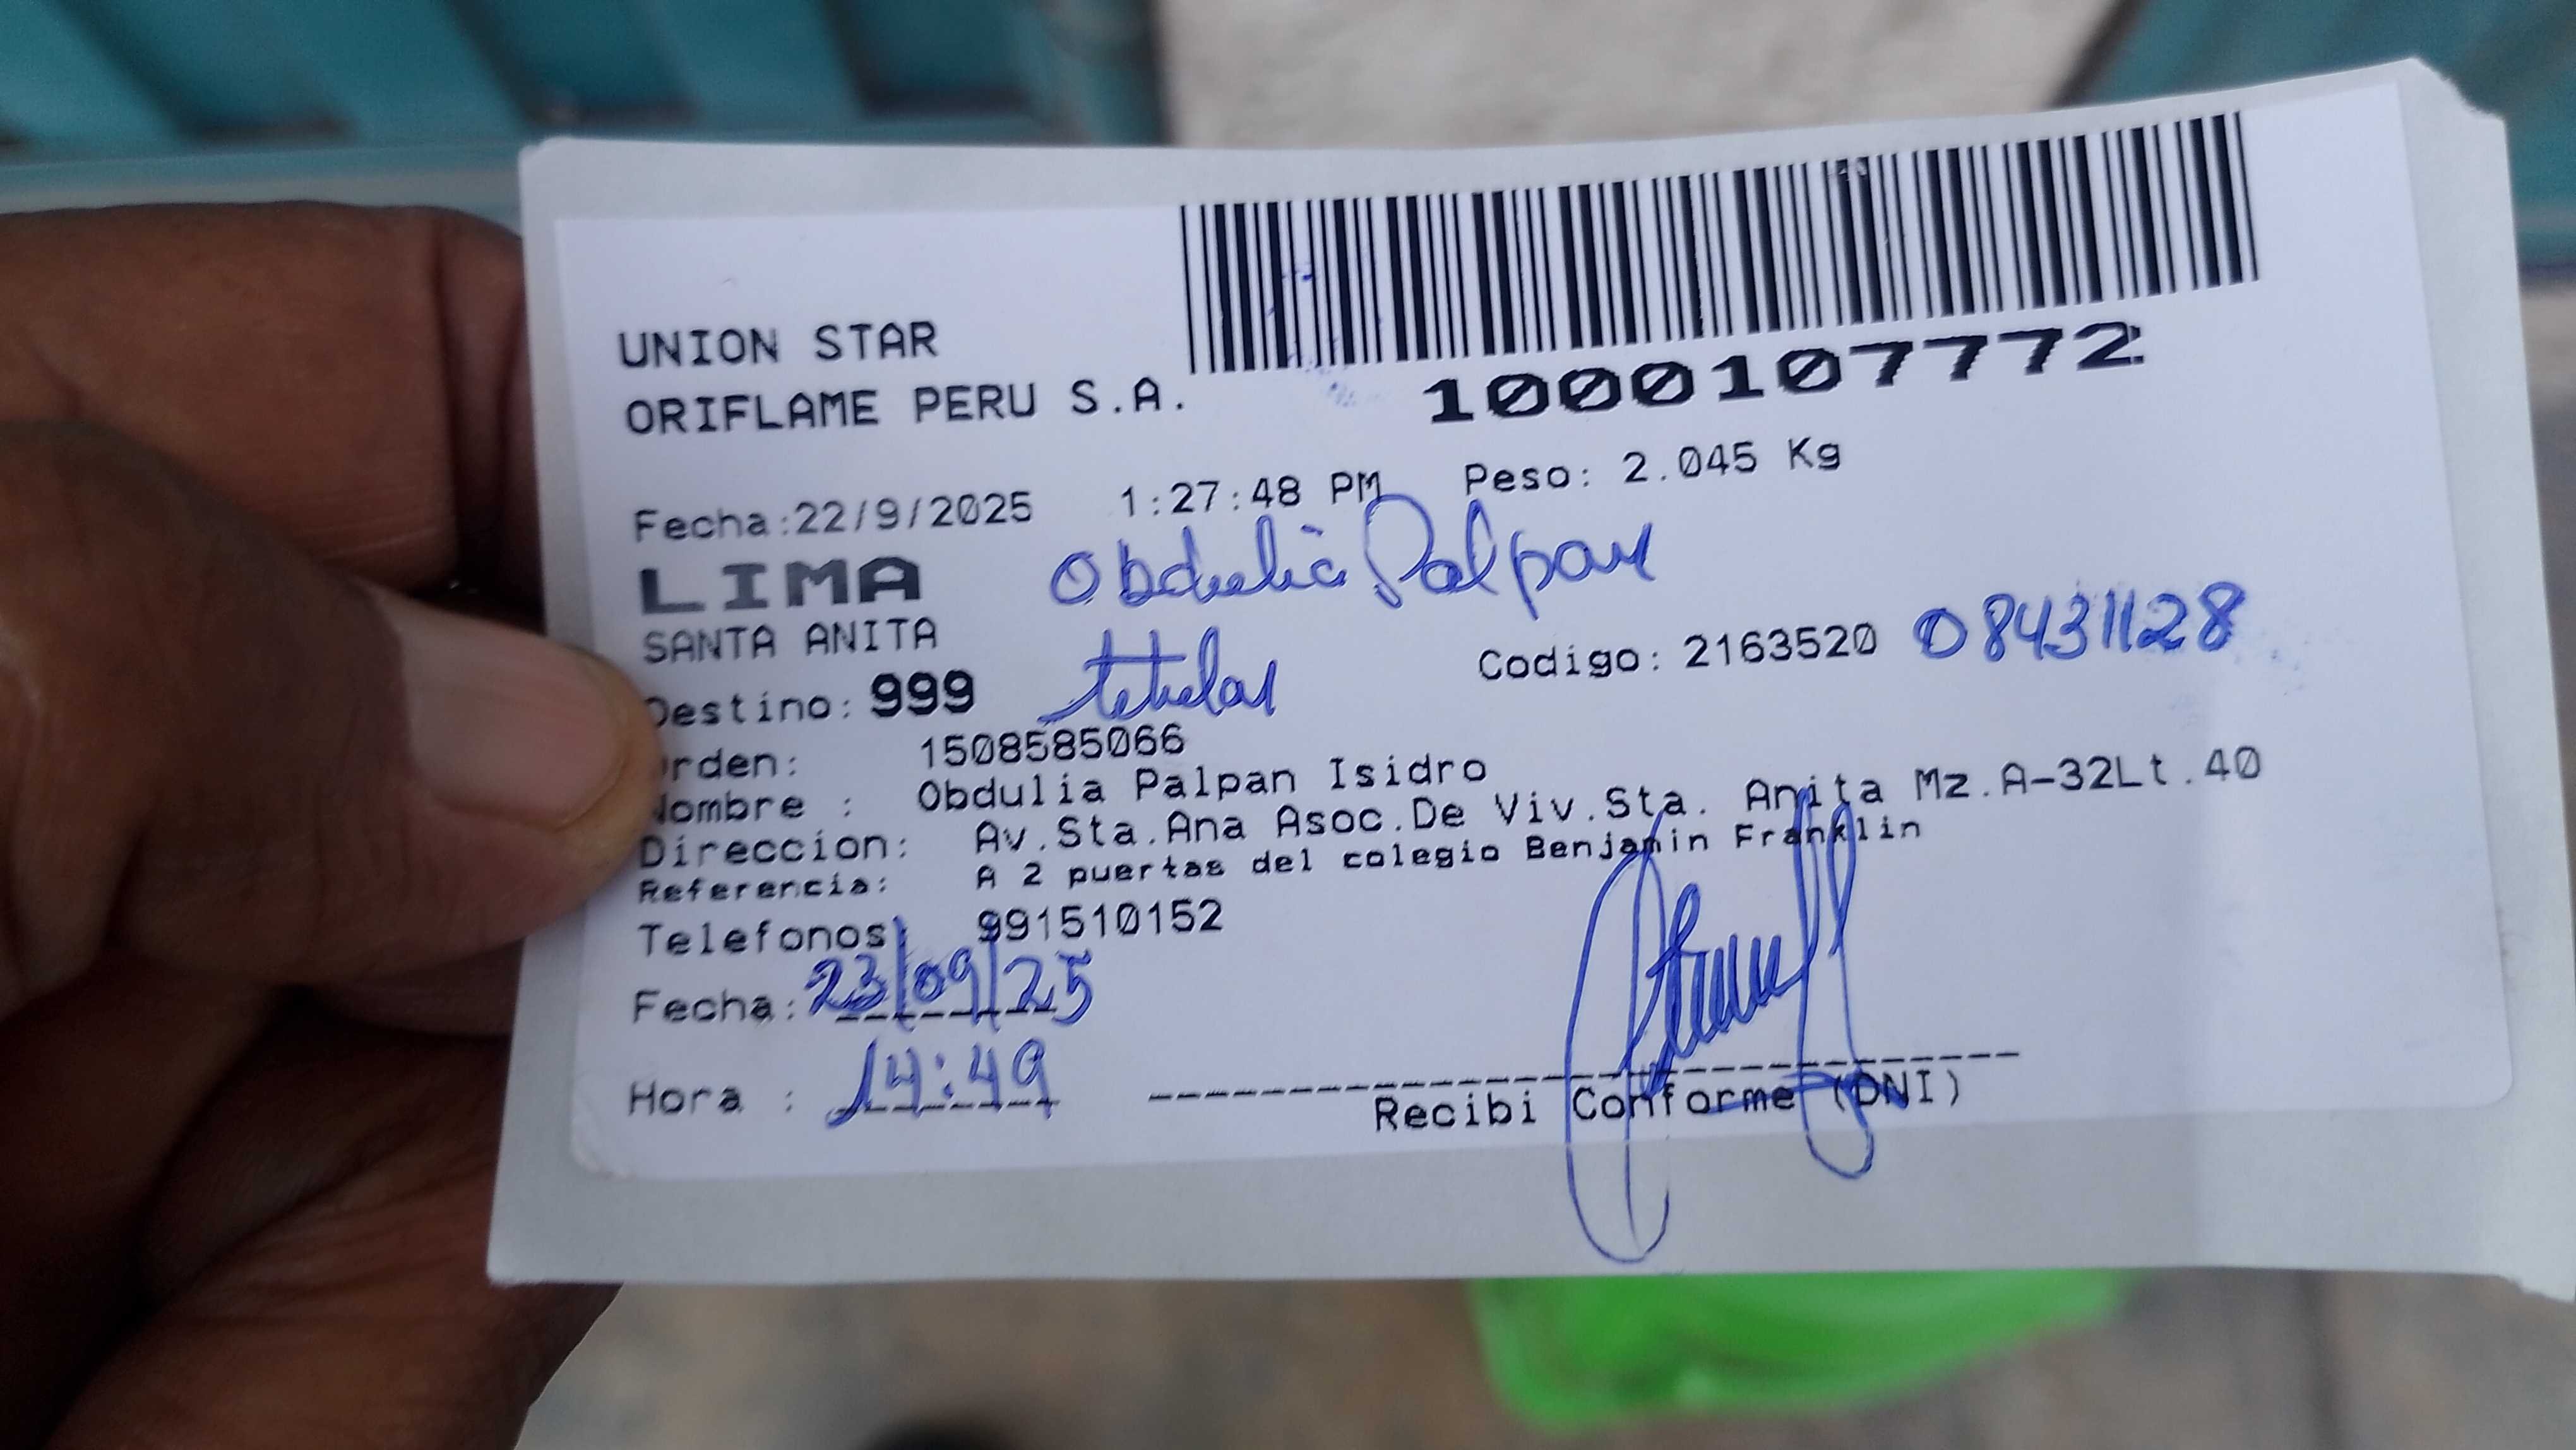 UNION STAR
ORIFLAME PERU S.A.
1000107772
Fecha:22/9/2025 1:27:48 PM Peso: 2.045 Kg
LIMA Obdulia Palpan
SANTA ANITA
Codigo: 2163520 08431128
Destino: 999 titular
Orden: 1508585066
Nombre : Obdulia Palpan Isidro
Direccion: Av.Sta.Ana Asoc.De Viv.Sta. Anita Mz.A-32Lt.40
Referencia: A 2 puertas del colegio Benjamin Franklin
Telefonos 991510152
Fecha: 23/09/25
Hora : 14:49
Recibi Conforme (DNI)